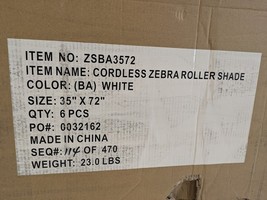 ITEM NO: ZSBA3572
ITEM NAME: CORDLESS ZEBRA ROLLER SHADE
COLOR: (BA) WHITE
SIZE: 35" X 72"
QTY: 6 PCS
PO#: 0032162
MADE IN CHINA
SEQ#: 114 OF 470
WEIGHT: 23.0 LBS